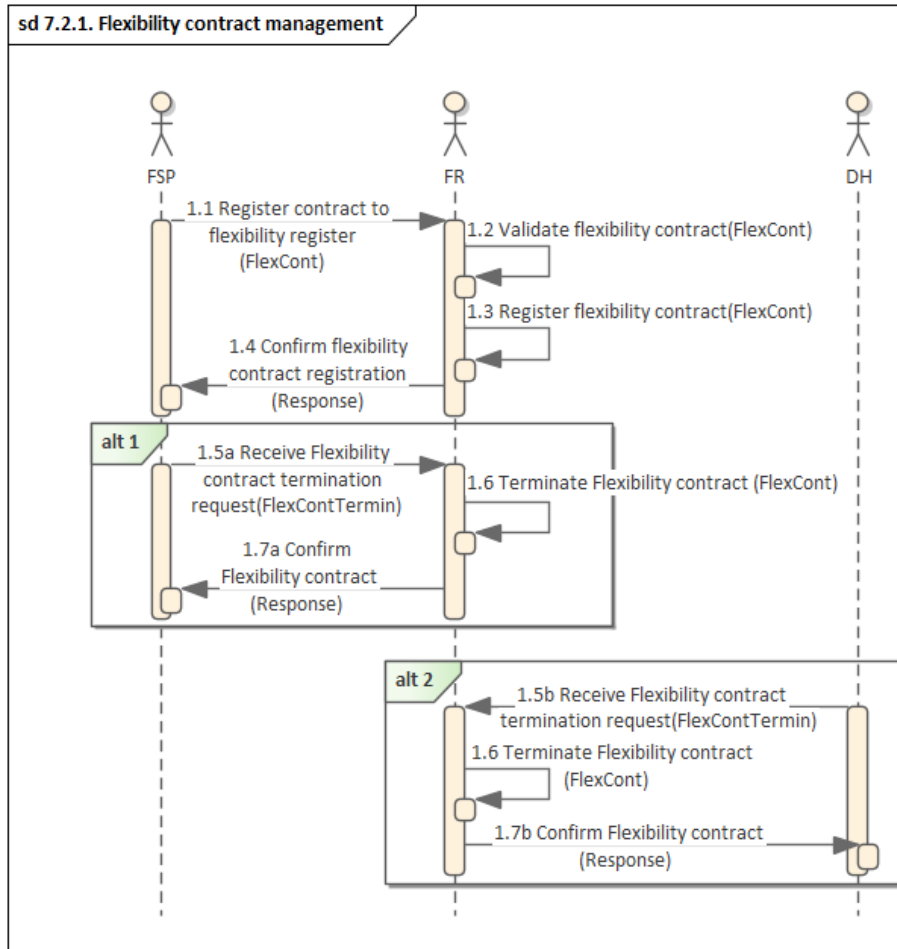 sd 7.2.1. Flexibility contract management
FSP
FR
DH
1.1 Register contract to
flexibility register
(FlexCont)
1.2 Validate flexibility contract(FlexCont)
1.3 Register flexibility contract(FlexCont)
1.4 Confirm flexibility
contract registration
(Response)
alt 1
1.5a Receive Flexibility
contract termination
request(FlexContTermin)
1.6 Terminate Flexibility contract (FlexCont)
1.7a Confirm
Flexibility contract
(Response)
alt 2
1.5b Receive Flexibility contract
termination request(FlexContTermin)
1.6 Terminate Flexibility contract
(FlexCont)
1.7b Confirm Flexibility contract
(Response)